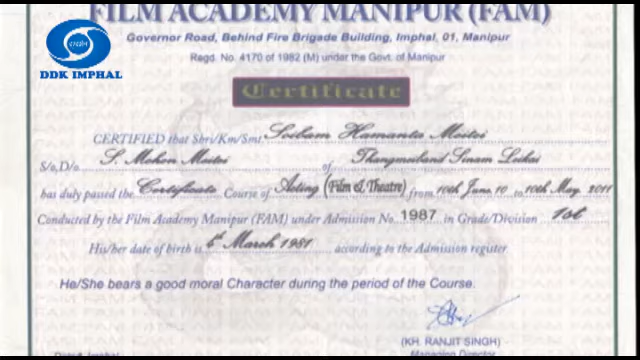 FILM ACADEMY MANIPUR (FAM)
Governor Road, Behind Fire Brigade Building, Imphal, 01, Manipur
Regd. No. 4170 of 1982 (M) under the Govt. of Manipur
DDK IMPHAL
Certificate
CERTIFIED that Shri/Km/Smt. Soibam Hamanta Meitei
S/o, D/o. S. Mohon Meitei of Thangmeiband Sinam Leikai
has duly passed the Certificate Course of Acting (Film & Theatre) from 10th June, 10 to 10th May, 2011
Conducted by the Film Academy Manipur (FAM) under Admission No. 1987 in Grade/Division 1st
His/her date of birth is 6th March 1981 according to the Admission register.
He/She bears a good moral Character during the period of the Course.
(KH. RANJIT SINGH)
Managing Director